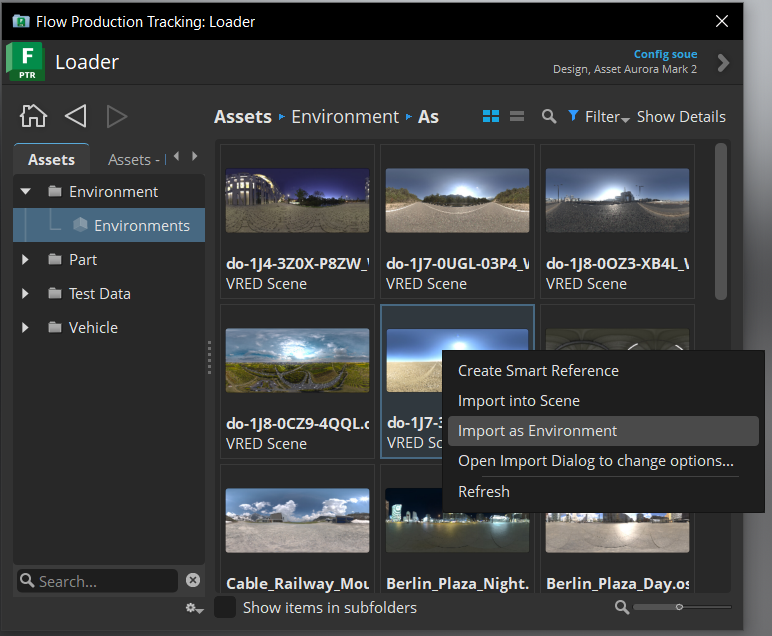 Flow Production Tracking: Loader
F
PTR
Loader
Config soue
Design, Asset Aurora Mark 2
Assets Environment As
Filter Show Details
Assets
Assets -
Environment
Environments
Part
Test Data
Vehicle
do-1J4-3Z0X-P8ZW_
VRED Scene
do-1J7-0UGL-03P4_
VRED Scene
do-1J8-0OZ3-XB4L_
VRED Scene
do-1J8-0CZ9-4QQL.
VRED Scene
do-1J7-
VRED Sc
Create Smart Reference
Import into Scene
Import as Environment
Open Import Dialog to change options...
Refresh
Cable_Railway_Mou
Berlin_Plaza_Night.
Berlin_Plaza_Day.os
Search...
Show items in subfolders